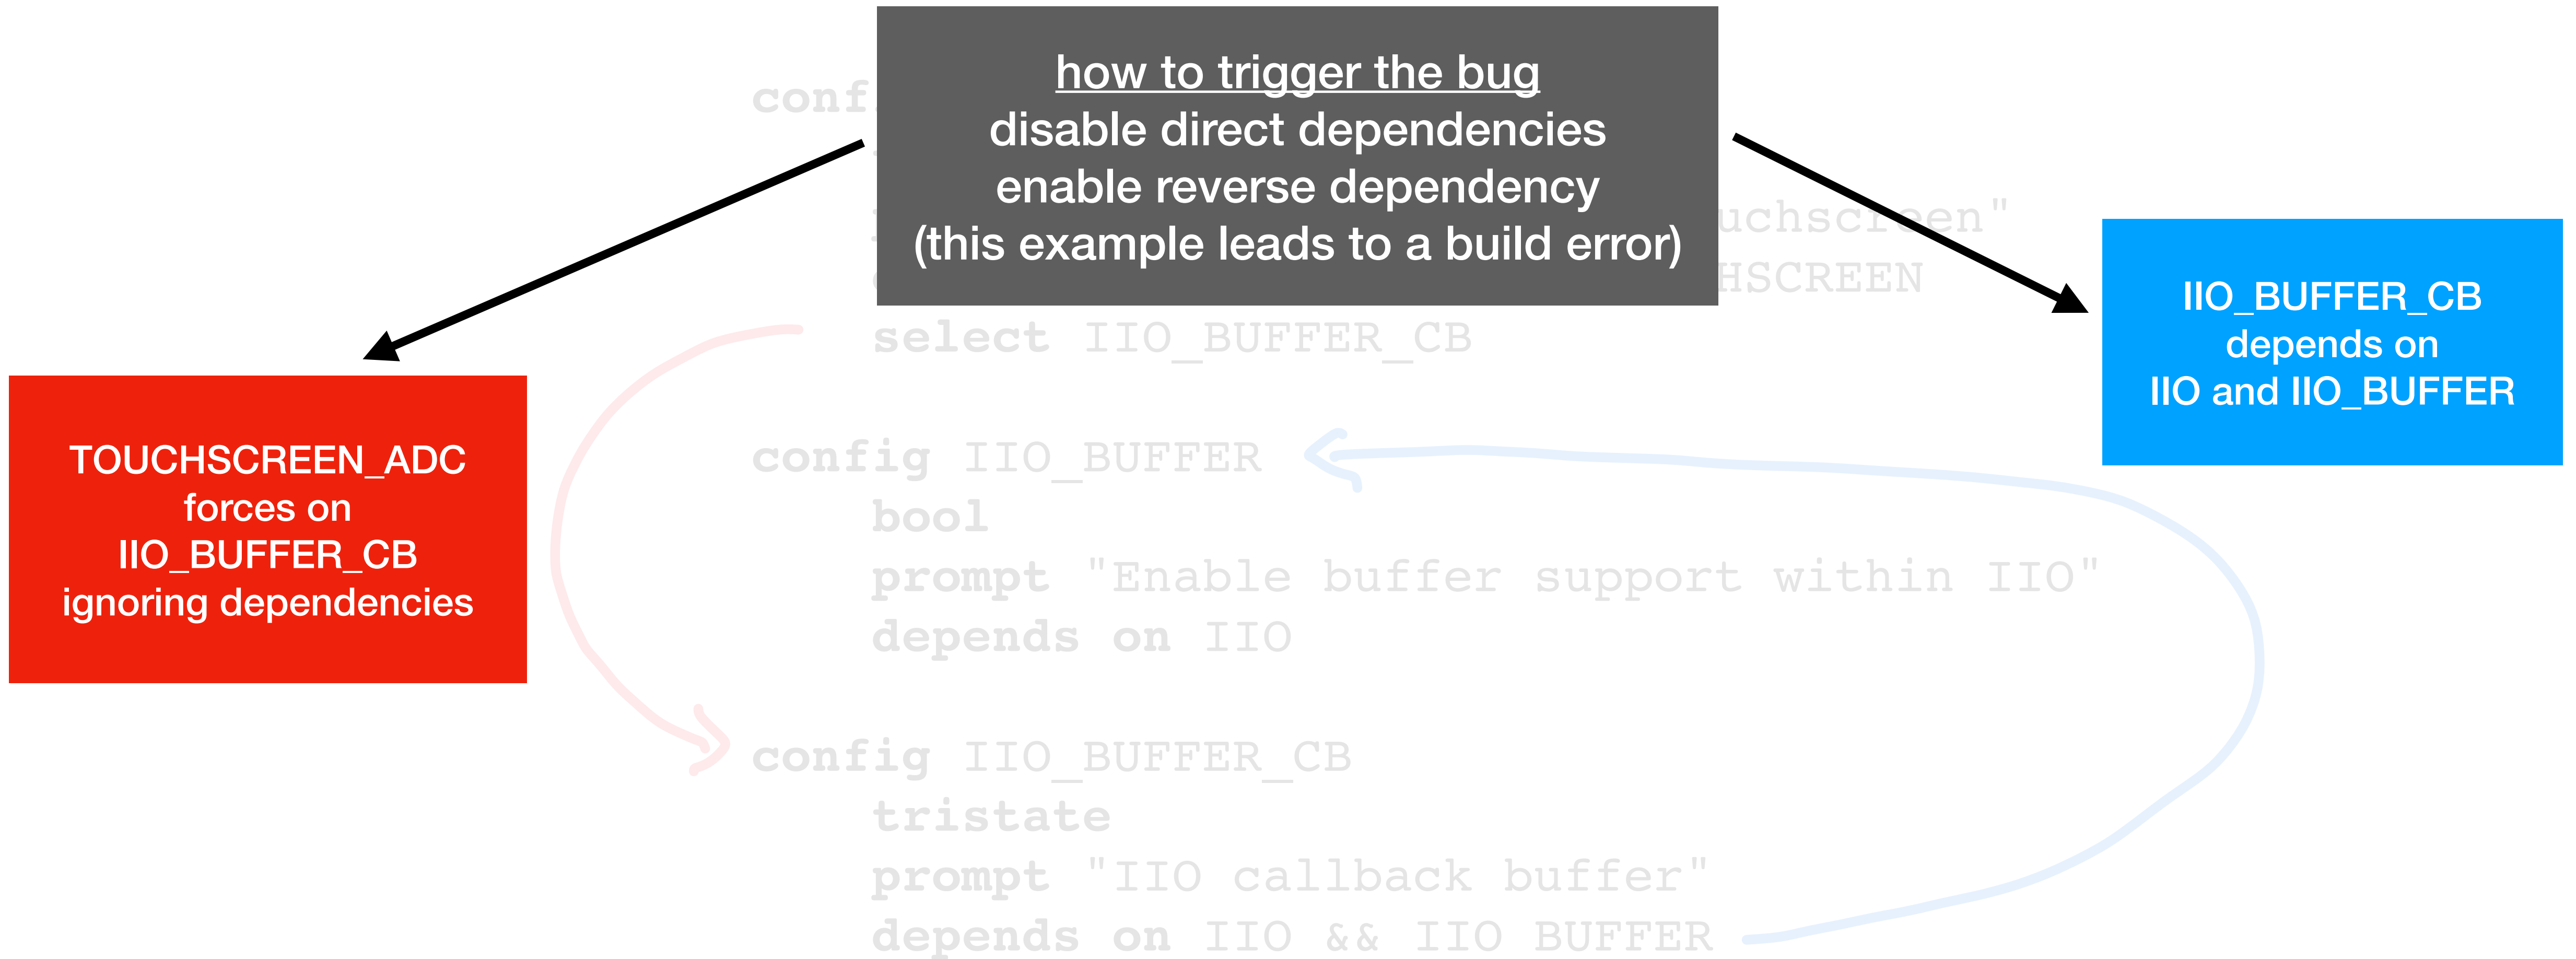 how to trigger the bug
disable direct dependencies
enable reverse dependency
(this example leads to a build error)
TOUCHSCREEN_ADC
forces on
IIO_BUFFER_CB
ignoring dependencies
IIO_BUFFER_CB
depends on
IIO and IIO_BUFFER
select IIO_BUFFER_CB
config IIO_BUFFER
bool
prompt "Enable buffer support within IIO"
depends on IIO
config IIO_BUFFER_CB
tristate
prompt "IIO callback buffer"
depends on IIO && IIO_BUFFER